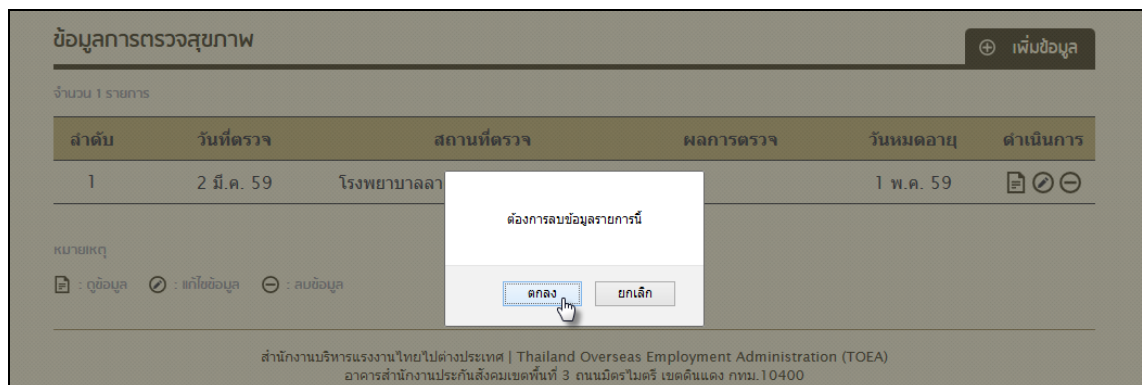 ข้อมูลการตรวจสุขภาพ
เพิ่มข้อมูล
จำนวน 1 รายการ
ลำดับ วันที่ตรวจ สถานที่ตรวจ ผลการตรวจ วันหมดอายุ ดำเนินการ
1 2 มี.ค. 59 โรงพยาบาลลา 1 พ.ค. 59
ต้องการลบข้อมูลรายการนี้
ตกลง ยกเลิก
หมายเหตุ
: ดูข้อมูล : แก้ไขข้อมูล : ลบข้อมูล
สำนักงานบริหารแรงงานไทยไปต่างประเทศ | Thailand Overseas Employment Administration (TOEA)
อาคารสำนักงานประกันสังคมเขตพื้นที่ 3 ถนนมิตรไมตรี เขตดินแดง กทม.10400